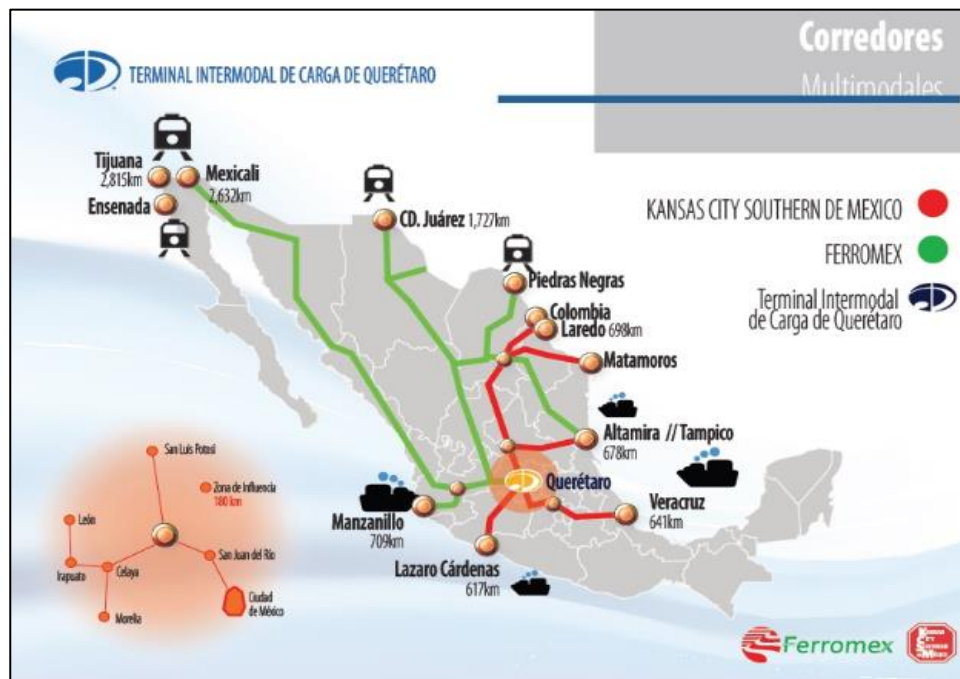 Corredores
Multimodales
TERMINAL INTERMODAL DE CARGA DE QUERÉTARO
Tijuana
2,815km
Mexicali
2,632km
Ensenada
CD. Juárez 1,727km
KANSAS CITY SOUTHERN DE MEXICO
FERROMEX
Terminal Intermodal
de Carga de Querétaro
Piedras Negras
Colombia
Laredo 698km
Matamoros
Altamira // Tampico
678km
Querétaro
Veracruz
641km
Manzanillo
709km
Lazaro Cárdenas
617km
San Luis Potosí
Zona de Influencia
180 km
León
Irapuato
Celaya
San Juan del Río
Morelia
Ciudad
de México
Ferromex